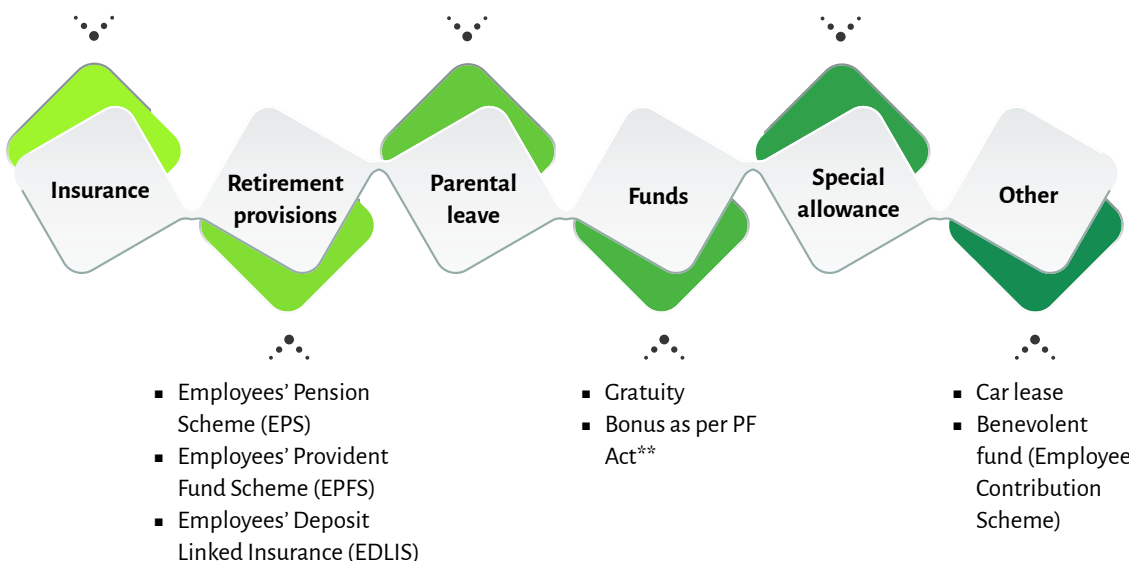 Insurance
Retirement
provisions
Parental
leave
Funds
Special
allowance
Other
▪ Employees’ Pension
Scheme (EPS)
▪ Employees’ Provident
Fund Scheme (EPFS)
▪ Employees’ Deposit
Linked Insurance (EDLIS)
▪ Gratuity
▪ Bonus as per PF
Act**
▪ Car lease
▪ Benevolent
fund (Employee
Contribution
Scheme)